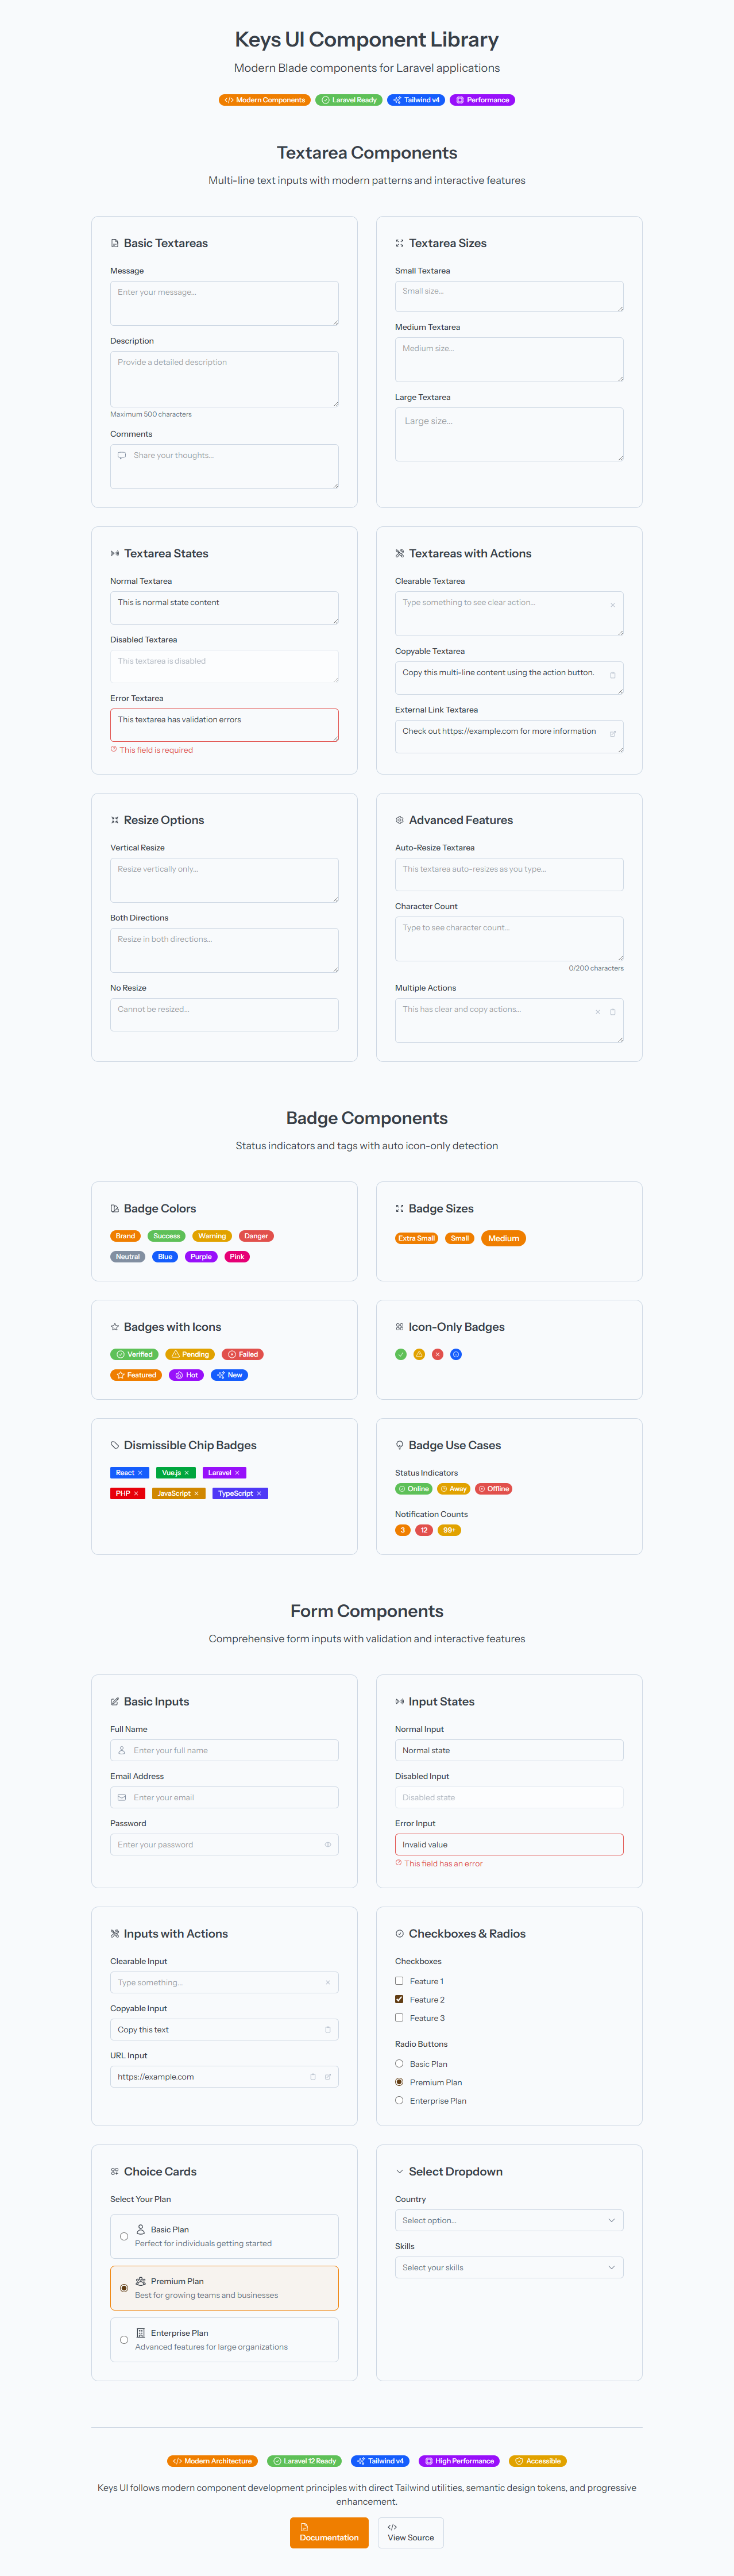 Keys UI Component Library
Modern Blade components for Laravel applications
Modern Components Laravel Ready Tailwind v4 Performance
Textarea Components
Multi-line text inputs with modern patterns and interactive features
Basic Textareas
Message
Enter your message...
Description
Provide a detailed description
Maximum 500 characters
Comments
Share your thoughts...
Textarea Sizes
Small Textarea
Small size...
Medium Textarea
Medium size...
Large Textarea
Large size...
Textarea States
Normal Textarea
This is normal state content
Disabled Textarea
This textarea is disabled
Error Textarea
This textarea has validation errors
This field is required
Textareas with Actions
Clearable Textarea
Type something to see clear action...
Copyable Textarea
Copy this multi-line content using the action button.
External Link Textarea
Check out https://example.com for more information
Resize Options
Vertical Resize
Resize vertically only...
Both Directions
Resize in both directions...
No Resize
Cannot be resized...
Advanced Features
Auto-Resize Textarea
This textarea auto-resizes as you type...
Character Count
Type to see character count...
0/200 characters
Multiple Actions
This has clear and copy actions...
Badge Components
Status indicators and tags with auto icon-only detection
Badge Colors
Brand Success Warning Danger
Neutral Blue Purple Pink
Badge Sizes
Extra Small Small Medium
Badges with Icons
Verified Pending Failed
Featured Hot New
Icon-Only Badges
Dismissible Chip Badges
React Vue.js Laravel
PHP JavaScript TypeScript
Badge Use Cases
Status Indicators
Online Away Offline
Notification Counts
3 12 99+
Form Components
Comprehensive form inputs with validation and interactive features
Basic Inputs
Full Name
Enter your full name
Email Address
Enter your email
Password
Enter your password
Input States
Normal Input
Normal state
Disabled Input
Disabled state
Error Input
Invalid value
This field has an error
Inputs with Actions
Clearable Input
Type something...
Copyable Input
Copy this text
URL Input
https://example.com
Checkboxes & Radios
Checkboxes
Feature 1
Feature 2
Feature 3
Radio Buttons
Basic Plan
Premium Plan
Enterprise Plan
Choice Cards
Select Your Plan
Basic Plan
Perfect for individuals getting started
Premium Plan
Best for growing teams and businesses
Enterprise Plan
Advanced features for large organizations
Select Dropdown
Country
Select option...
Skills
Select your skills
Modern Architecture Laravel 12 Ready Tailwind v4 High Performance Accessible
Keys UI follows modern component development principles with direct Tailwind utilities, semantic design tokens, and progressive
enhancement.
Documentation
View Source